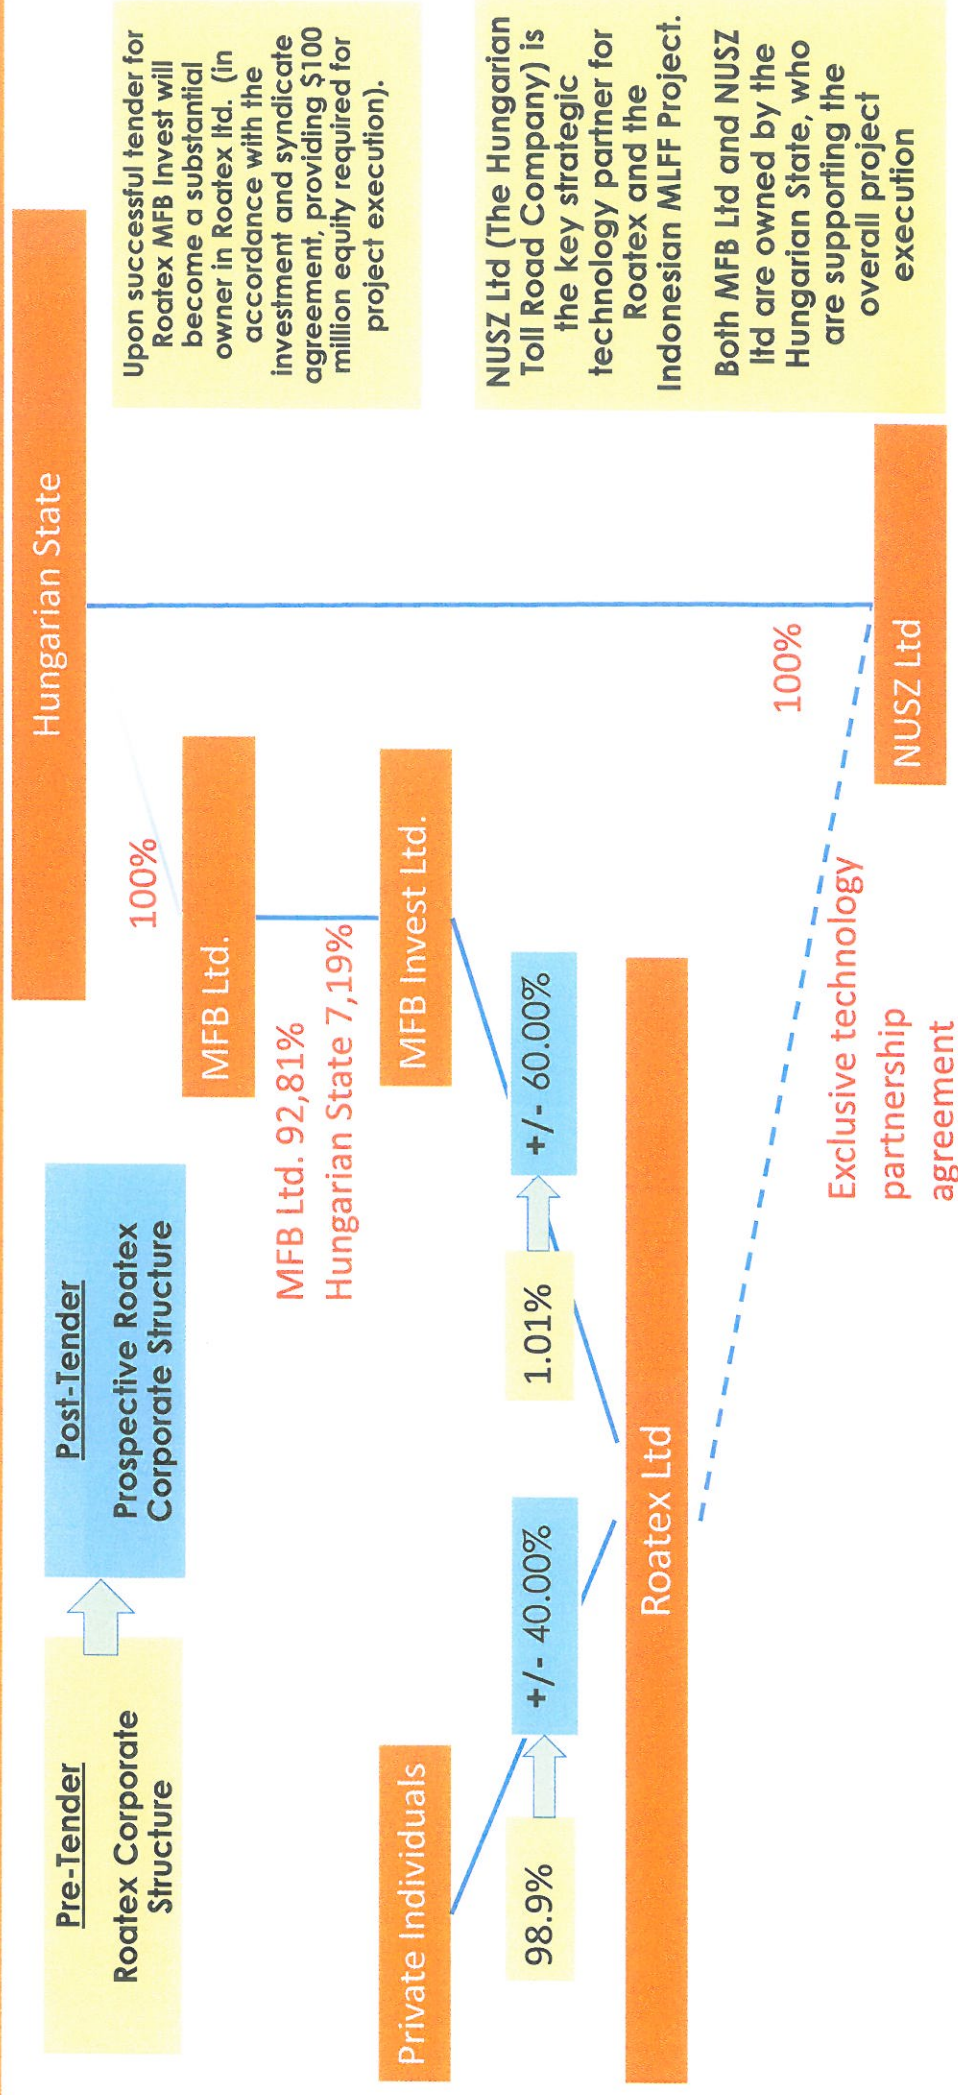 Hungarian State
Pre-Tender
Roatex Corporate
Structure
Post-Tender
Prospective Roatex
Corporate Structure
100%
MFB Ltd.
MFB Ltd. 92,81%
Hungarian State 7,19%
Private Individuals
MFB Invest Ltd.
98.9%
+/- 40.00%
1.01%
+/- 60.00%
Roatex Ltd
100%
Exclusive technology
partnership
agreement
NUSZ Ltd
Upon successful tender for
Roatex MFB Invest will
become a substantial
owner in Roatex ltd. (in
accordance with the
investment and syndicate
agreement, providing $100
million equity required for
project execution).
NUSZ Ltd (The Hungarian
Toll Road Company) is
the key strategic
technology partner for
Roatex and the
Indonesian MLFF Project.
Both MFB Ltd and NUSZ
ltd are owned by the
Hungarian State, who
are supporting the
overall project
execution